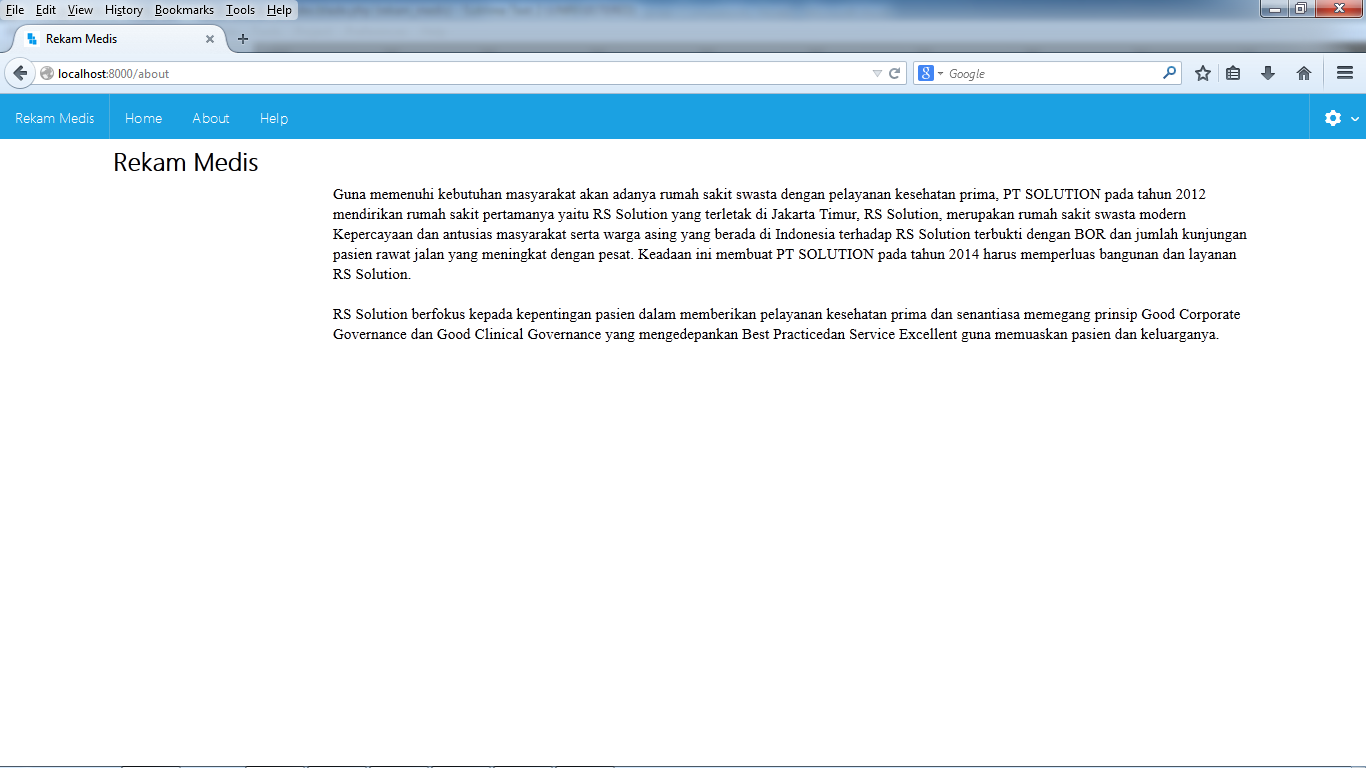 File Edit View History Bookmarks Tools Help
Rekam Medis
localhost:8000/about
Google
Rekam Medis Home About Help
Rekam Medis
Guna memenuhi kebutuhan masyarakat akan adanya rumah sakit swasta dengan pelayanan kesehatan prima, PT SOLUTION pada tahun 2012
mendirikan rumah sakit pertamanya yaitu RS Solution yang terletak di Jakarta Timur, RS Solution, merupakan rumah sakit swasta modern
Kepercayaan dan antusias masyarakat serta warga asing yang berada di Indonesia terhadap RS Solution terbukti dengan BOR dan jumlah kunjungan
pasien rawat jalan yang meningkat dengan pesat. Keadaan ini membuat PT SOLUTION pada tahun 2014 harus memperluas bangunan dan layanan
RS Solution.
RS Solution berfokus kepada kepentingan pasien dalam memberikan pelayanan kesehatan prima dan senantiasa memegang prinsip Good Corporate
Governance dan Good Clinical Governance yang mengedepankan Best Practicedan Service Excellent guna memuaskan pasien dan keluarganya.